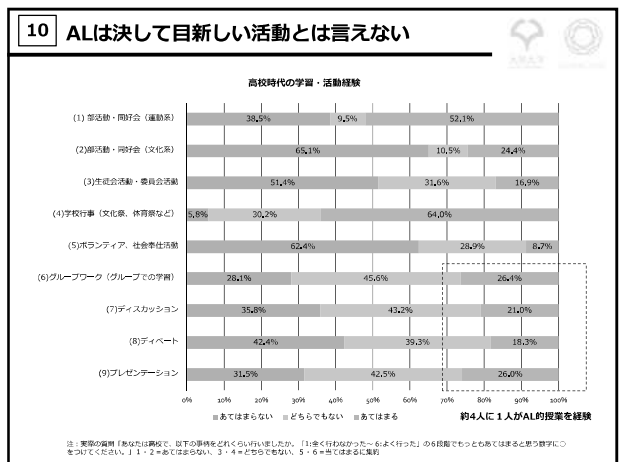 10 ALは決して目新しい活動とは言えない
高校時代の学習・活動経験
(1) 部活動・同好会（運動系） 38.5% 9.5% 52.1%
(2)部活動・同好会（文化系） 65.1% 10.5% 24.4%
(3)生徒会活動・委員会活動 51.4% 31.6% 16.9%
(4)学校行事（文化祭、体育祭など） 5.8% 30.2% 64.0%
(5)ボランティア、社会奉仕活動 62.4% 28.9% 8.7%
(6)グループワーク（グループでの学習） 28.1% 45.6% 26.4%
(7)ディスカッション 35.8% 43.2% 21.0%
(8)ディベート 42.4% 39.3% 18.3%
(9)プレゼンテーション 31.5% 42.5% 26.0%
0% 10% 20% 30% 40% 50% 60% 70% 80% 90% 100%
■あてはまらない ■どちらでもない ■あてはまる
約4人に１人がAL的授業を経験
注：実際の質問「あなたは高校で、以下の事柄をどれくらい行いましたか。「1:全く行わなかった～6:よく行った」の６段階でもっともあてはまると思う数字に○
をつけてください。」１・２＝あてはまらない、３・４＝どちらでもない、５・６＝当てはまるに集約